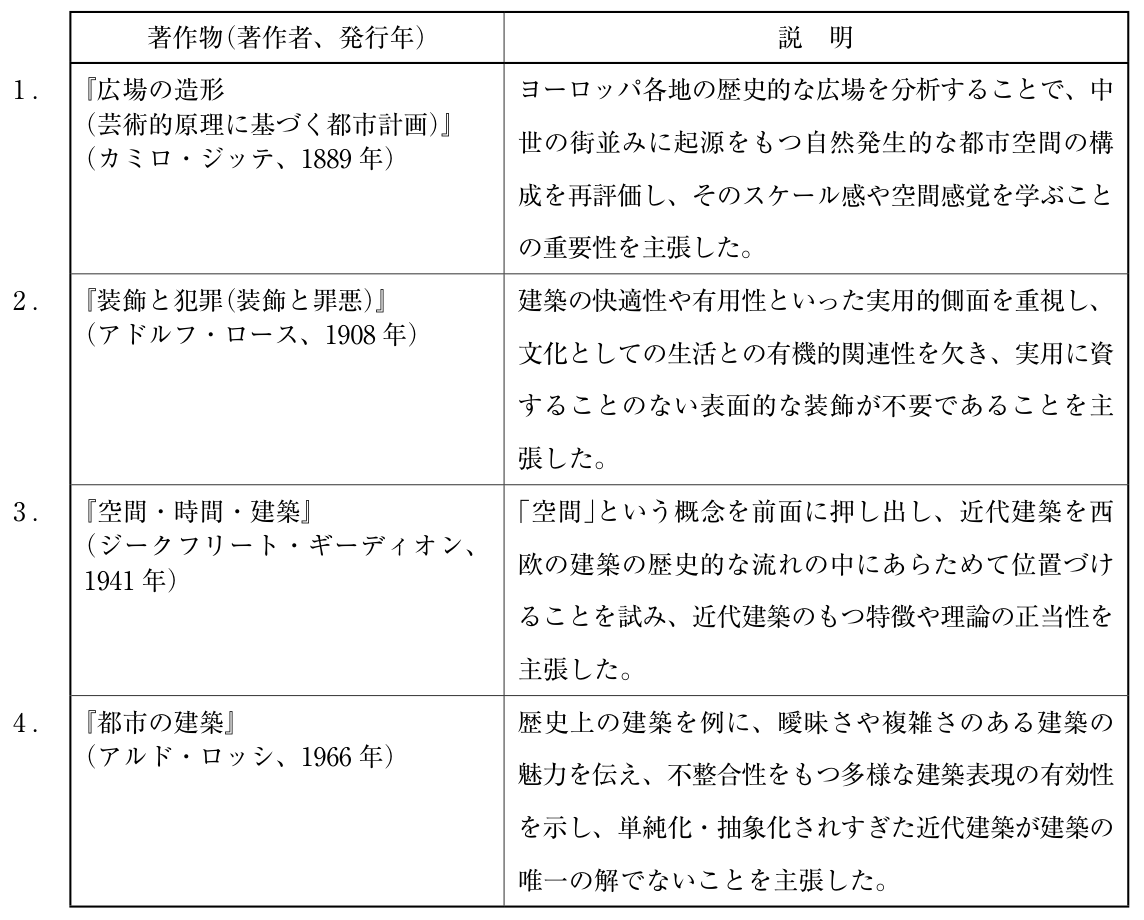 著作物(著作者、発行年)
説　明
1.
『広場の造形
(芸術的原理に基づく都市計画)』
(カミロ・ジッテ、1889 年)
ヨーロッパ各地の歴史的な広場を分析することで、中
世の街並みに起源をもつ自然発生的な都市空間の構
成を再評価し、そのスケール感や空間感覚を学ぶこと
の重要性を主張した。
2.
『装飾と犯罪(装飾と罪悪)』
(アドルフ・ロース、1908 年)
建築の快適性や有用性といった実用的側面を重視し、
文化としての生活との有機的関連性を欠き、実用に資
することのない表面的な装飾が不要であることを主
張した。
3.
『空間・時間・建築』
(ジークフリート・ギーディオン、
1941 年)
「空間」という概念を前面に押し出し、近代建築を西
欧の建築の歴史的な流れの中にあらためて位置づけ
ることを試み、近代建築のもつ特徴や理論の正当性を
主張した。
4.
『都市の建築』
(アルド・ロッシ、1966 年)
歴史上の建築を例に、曖昧さや複雑さのある建築の
魅力を伝え、不整合性をもつ多様な建築表現の有効性
を示し、単純化・抽象化されすぎた近代建築が建築の
唯一の解でないことを主張した。